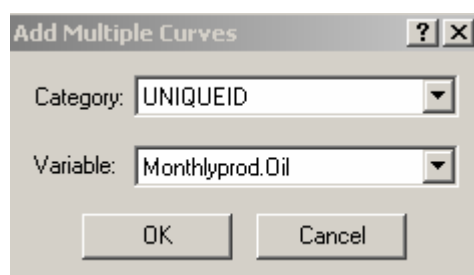 Add Multiple Curves ? X
Category: UNIQUEID
Variable: Monthlyprod.Oil
OK Cancel